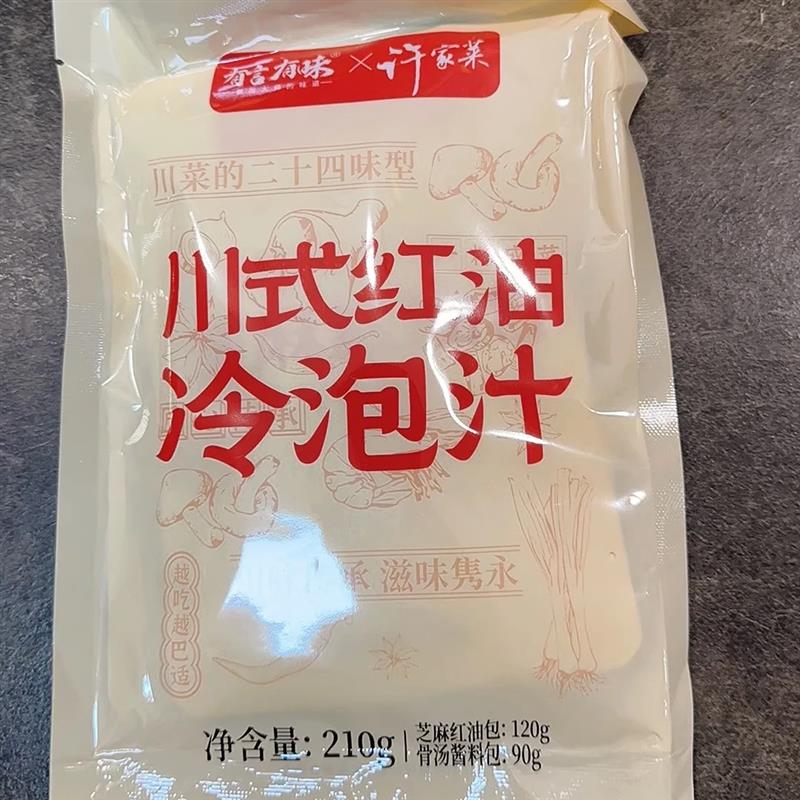 有言有味® × 许家菜
川菜的二十四味型
川式红油
冷泡汁
承 滋味隽永
越吃越巴适
净含量: 210g
芝麻红油包: 120g
骨汤酱料包: 90g